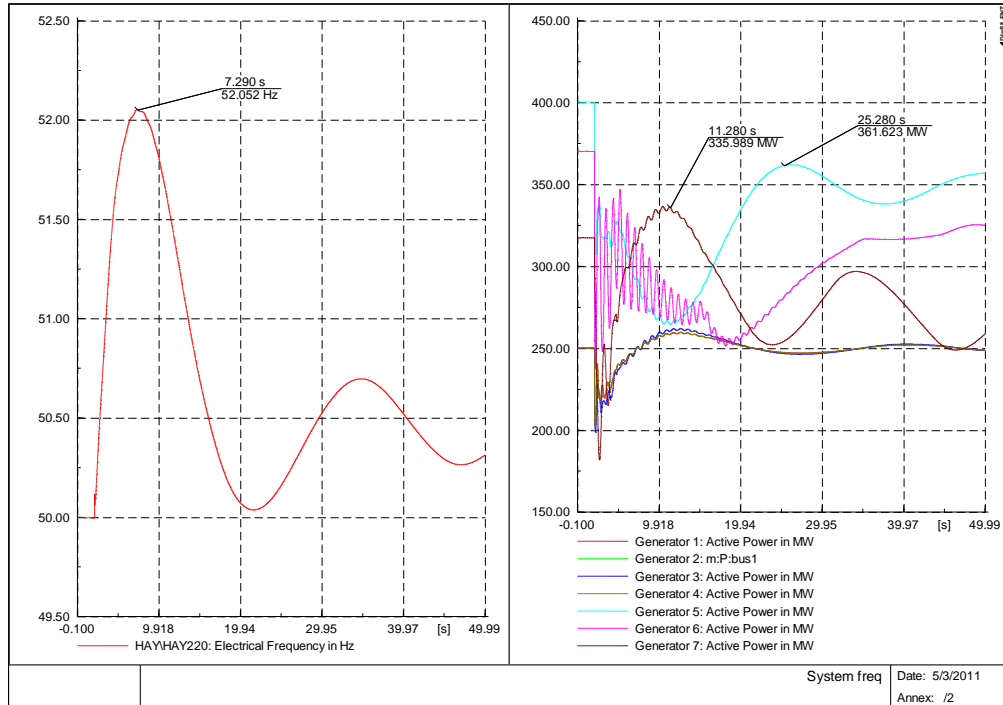 52.50
52.00
51.50
51.00
50.50
50.00
49.50
-0.100
9.918
19.94
29.95
39.97
[s]
49.99
7.290 s
52.052 Hz
HAY\HAY220: Electrical Frequency in Hz
450.00
400.00
350.00
300.00
250.00
200.00
150.00
-0.100
9.918
19.94
29.95
39.97
[s]
49.99
11.280 s
335.989 MW
25.280 s
361.623 MW
Generator 1: Active Power in MW
Generator 2: m:P:bus1
Generator 3: Active Power in MW
Generator 4: Active Power in MW
Generator 5: Active Power in MW
Generator 6: Active Power in MW
Generator 7: Active Power in MW
System freq
Date: 5/3/2011
Annex: /2